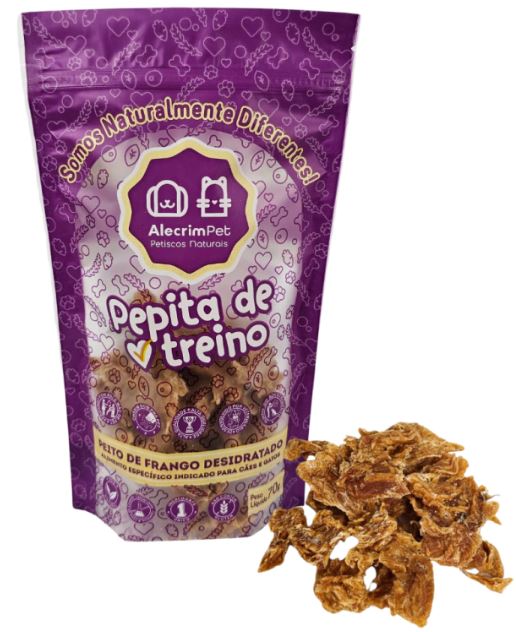 Somos Naturalmente Diferentes!
AlecrimPet
Petiscos Naturais
Pepita de
treino
PEITO DE FRANGO DESIDRATADO
ALIMENTO ESPECÍFICO INDICADO PARA CÃES E GATOS
Peso
Líquido 70g
1